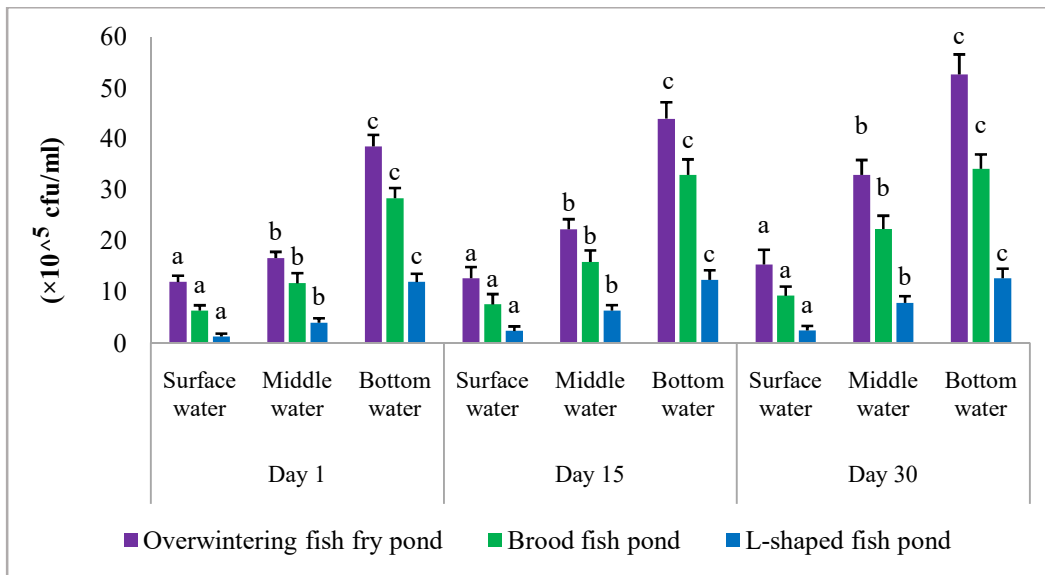 (×10^5 cfu/ml)
60
50
40
30
20
10
0
a
a
a
b
b
b
c
c
c
a
a
a
b
b
b
c
c
c
a
a
a
b
b
b
c
c
c
Surface water
Middle water
Bottom water
Surface water
Middle water
Bottom water
Surface water
Middle water
Bottom water
Day 1
Day 15
Day 30
Overwintering fish fry pond
Brood fish pond
L-shaped fish pond